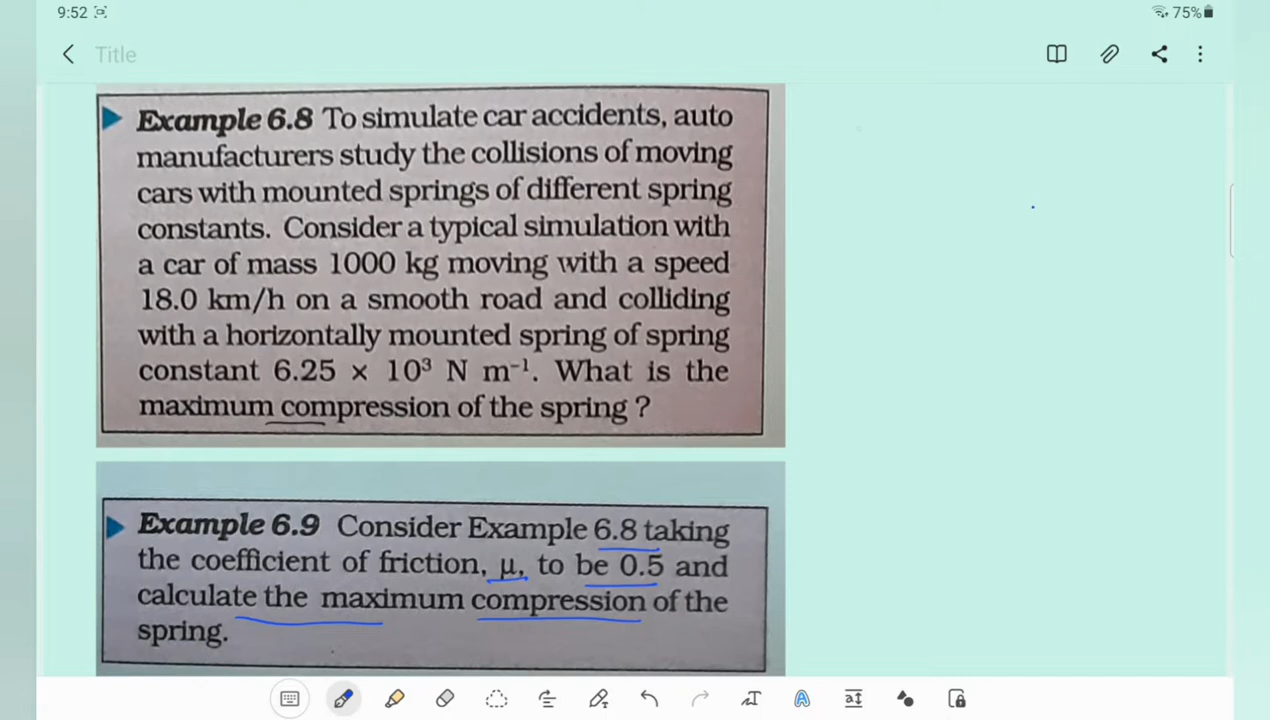 9:52
75%
Title
Example 6.8 To simulate car accidents, auto
manufacturers study the collisions of moving
cars with mounted springs of different spring
constants. Consider a typical simulation with
a car of mass 1000 kg moving with a speed
18.0 km/h on a smooth road and colliding
with a horizontally mounted spring of spring
constant 6.25 × 10³ N m⁻¹. What is the
maximum compression of the spring ?
Example 6.9 Consider Example 6.8 taking
the coefficient of friction, μ, to be 0.5 and
calculate the maximum compression of the
spring.